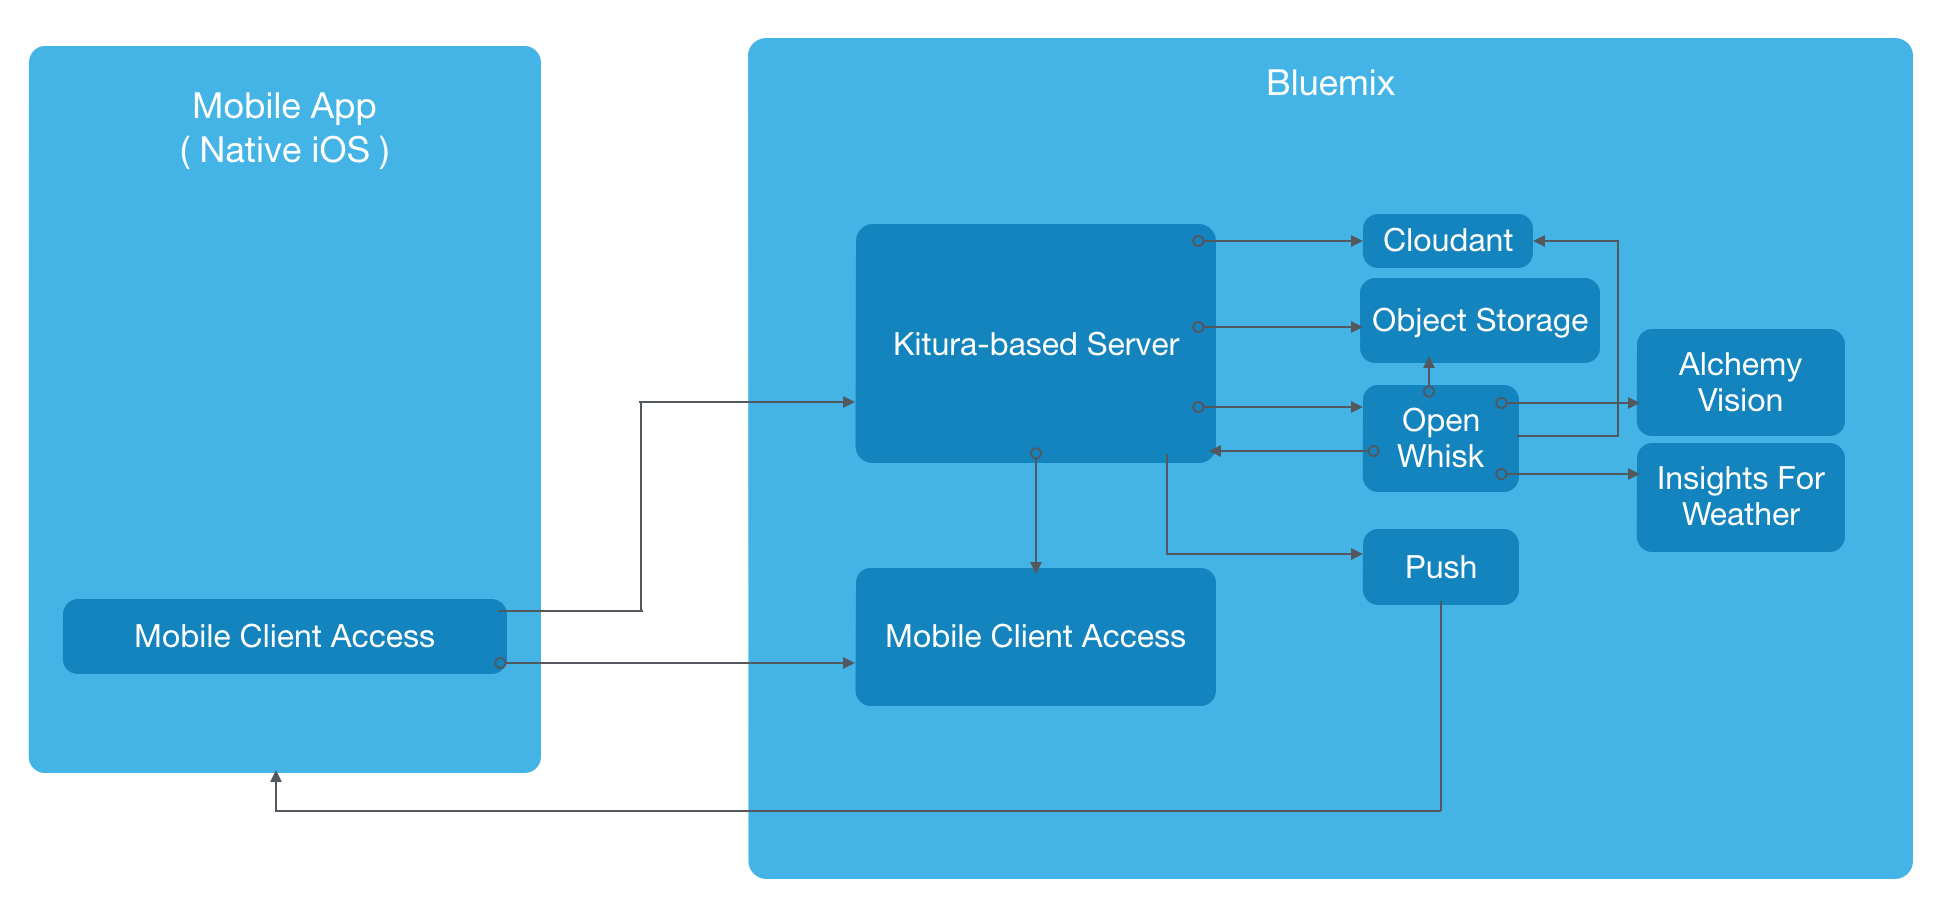 Mobile App
( Native iOS )
Mobile Client Access
Bluemix
Kitura-based Server
Mobile Client Access
Cloudant
Object Storage
Open
Whisk
Push
Alchemy
Vision
Insights For
Weather